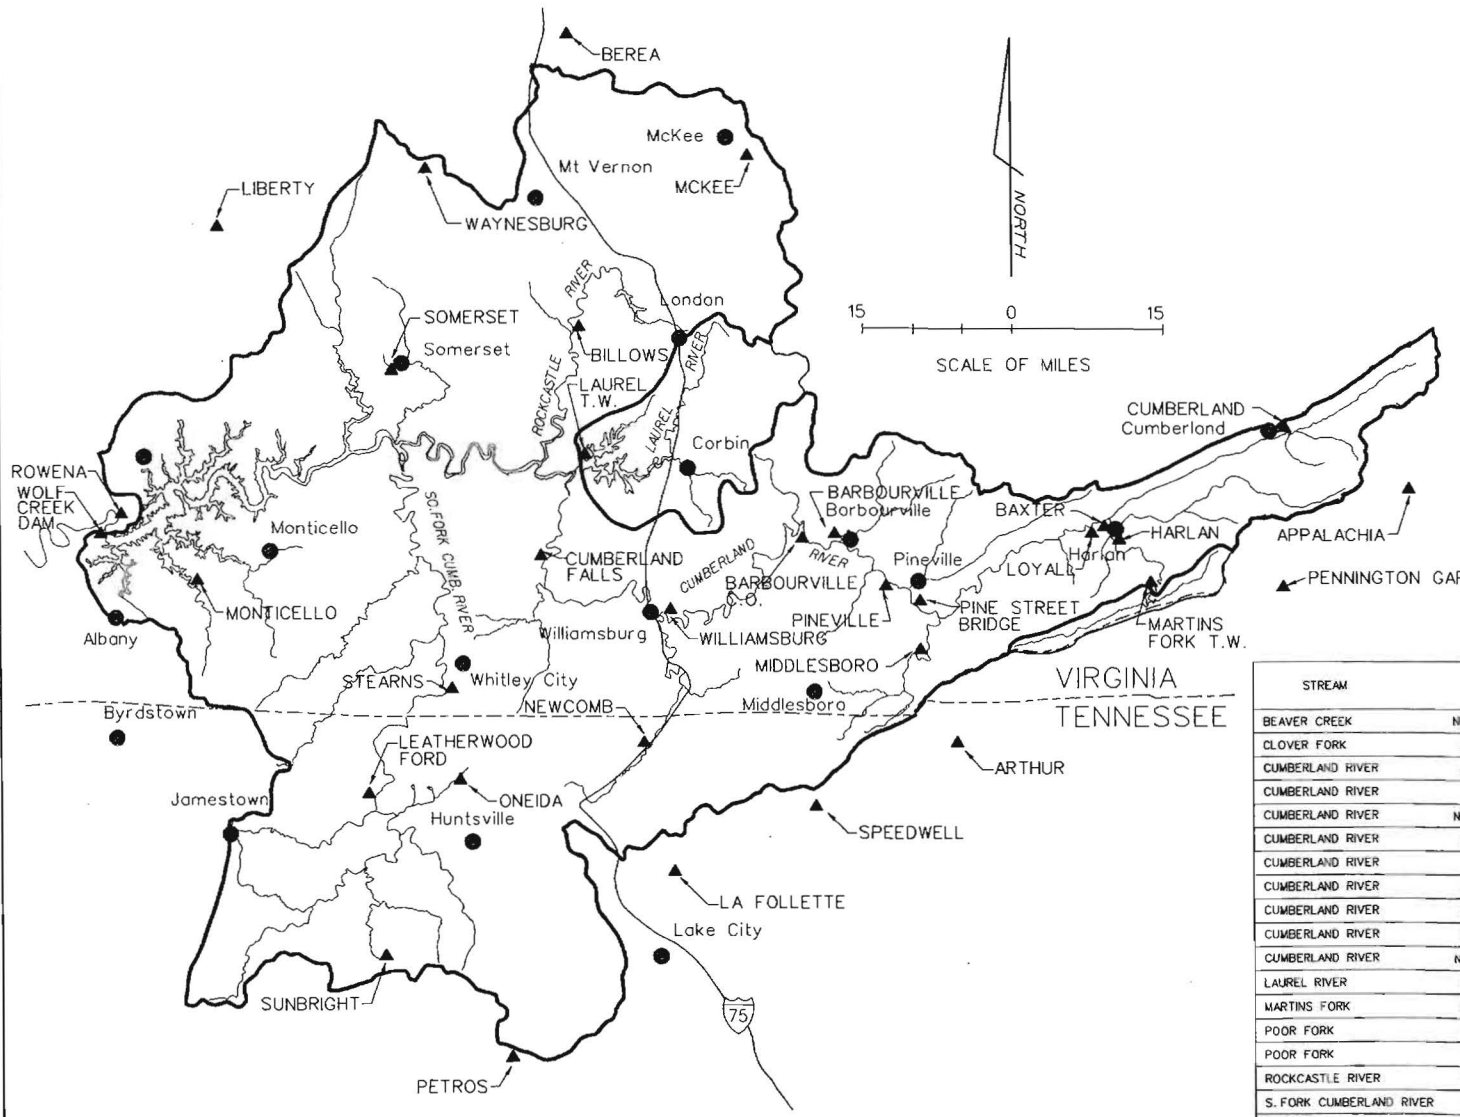 BEREA
McKee
MCKEE
Mt Vernon
LIBERTY
WAYNESBURG
NORTH
RIVER
London
15 0 15
SCALE OF MILES
SOMERSET
Somerset
BILLOWS
ROCKCASTLE
RIVER
LAUREL
T.W.
LAUREL
Corbin
CUMBERLAND
Cumberland
ROWENA
WOLF
CREEK
DAM
Monticello
MONTICELLO
Albany
SO.FORK CUMB. RIVER
CUMBERLAND
FALLS
CUMBERLAND
RIVER
BARBOURVILLE
Borbourville
BARBOURVILLE
C.O.
Pineville
PINEVILLE
PINE STREET
BRIDGE
BAXTER
HARLAN
Harlan
LOYALL
APPALACHIA
PENNINGTON GAP
MARTINS
FORK T.W.
Williamsburg
WILLIAMSBURG
MIDDLESBORO
Middlesboro
VIRGINIA
TENNESSEE
STEARNS
Whitley City
NEWCOMB
Byrdstown
LEATHERWOOD
FORD
ONEIDA
Huntsville
Jamestown
ARTHUR
SPEEDWELL
LA FOLLETTE
Lake City
SUNBRIGHT
PETROS
75
STREAM
BEAVER CREEK N
CLOVER FORK
CUMBERLAND RIVER
CUMBERLAND RIVER
CUMBERLAND RIVER N
CUMBERLAND RIVER
CUMBERLAND RIVER
CUMBERLAND RIVER
CUMBERLAND RIVER
CUMBERLAND RIVER
CUMBERLAND RIVER N
LAUREL RIVER
MARTINS FORK
POOR FORK
POOR FORK
ROCKCASTLE RIVER
S. FORK CUMBERLAND RIVER